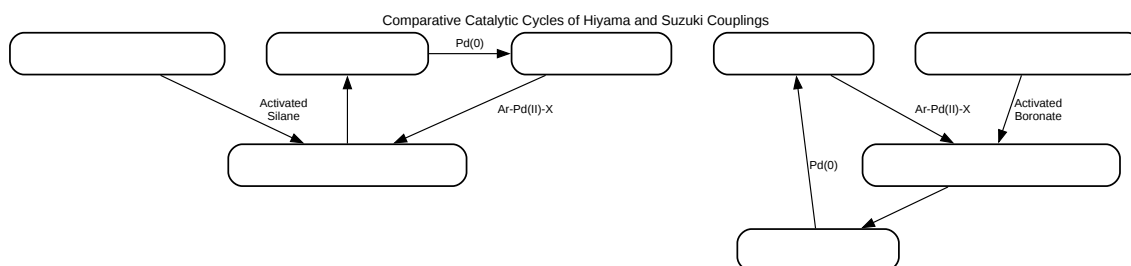 Comparative Catalytic Cycles of Hiyama and Suzuki Couplings
Pd(0)
Activated
Silane
Ar-Pd(II)-X
Ar-Pd(II)-X
Activated
Boronate
Pd(0)